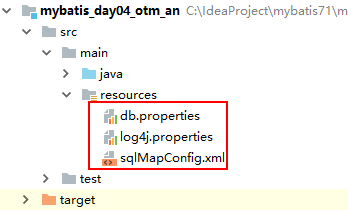 mybatis_day04_otm_an C:\IdeaProject\mybatis71\m
src
main
java
resources
db.properties
log4j.properties
sqlMapConfig.xml
test
target